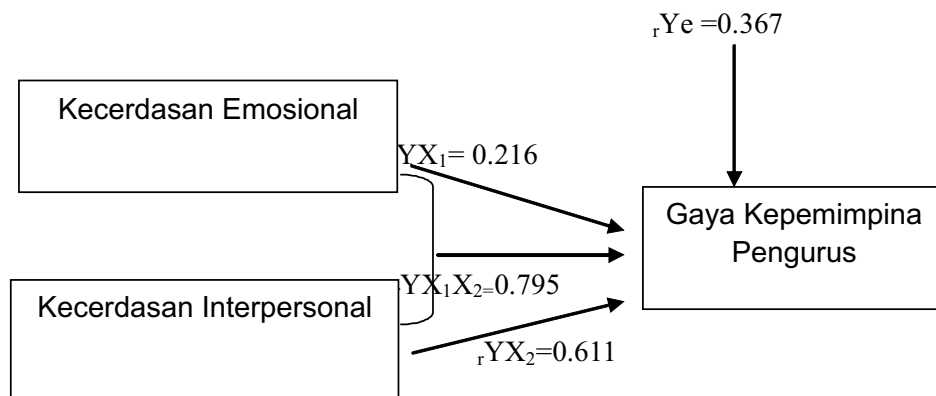 rYe =0.367
Kecerdasan Emosional
YX1= 0.216
Gaya Kepemimpina
Pengurus
Kecerdasan Interpersonal
YX1X2=0.795
rYX2=0.611